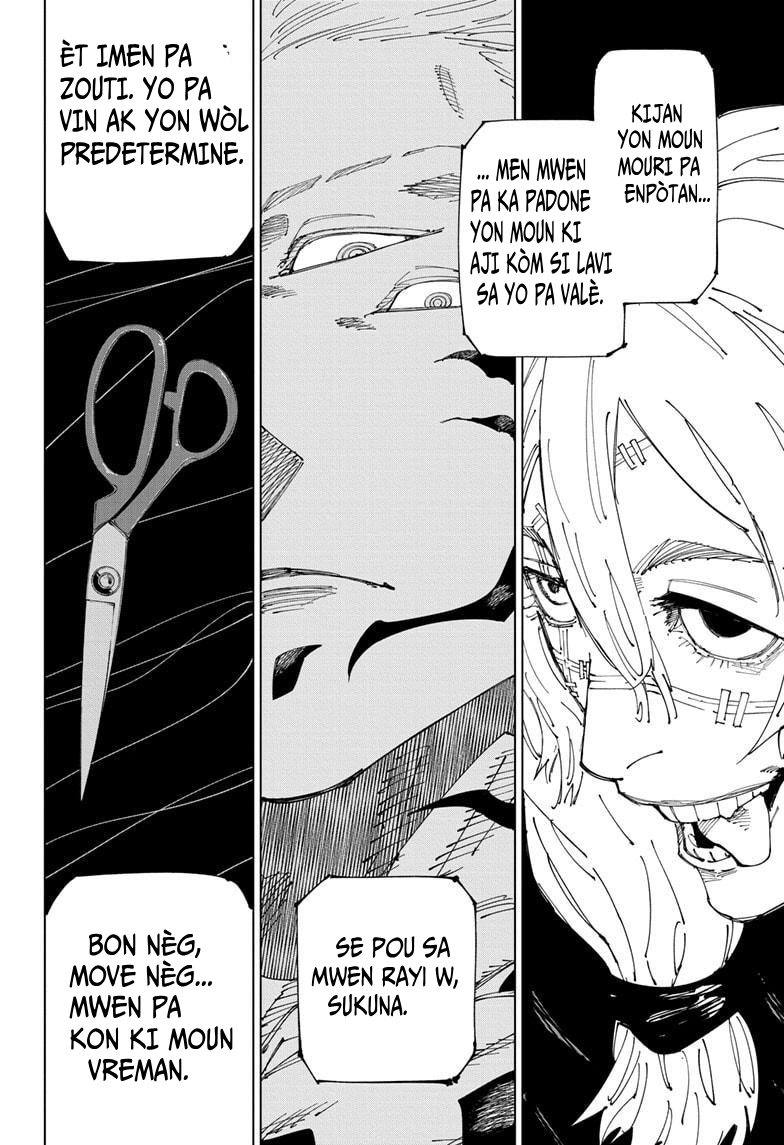 KIJAN
YON MOUN
MOURI PA
ENPÒTAN...
... MEN MWEN
PA KA PADONE
YON MOUN KI
AJI KÒM SI LAVI
SA YO PA VALÈ.
SE POU SA
MWEN RAYI W,
SUKUNA.
ÈT IMEN PA
ZOUTI. YO PA
VIN AK YON WÒL
PREDETERMINE.
BON NÈG,
MOVE NÈG...
MWEN PA
KON KI MOUN
VREMAN.